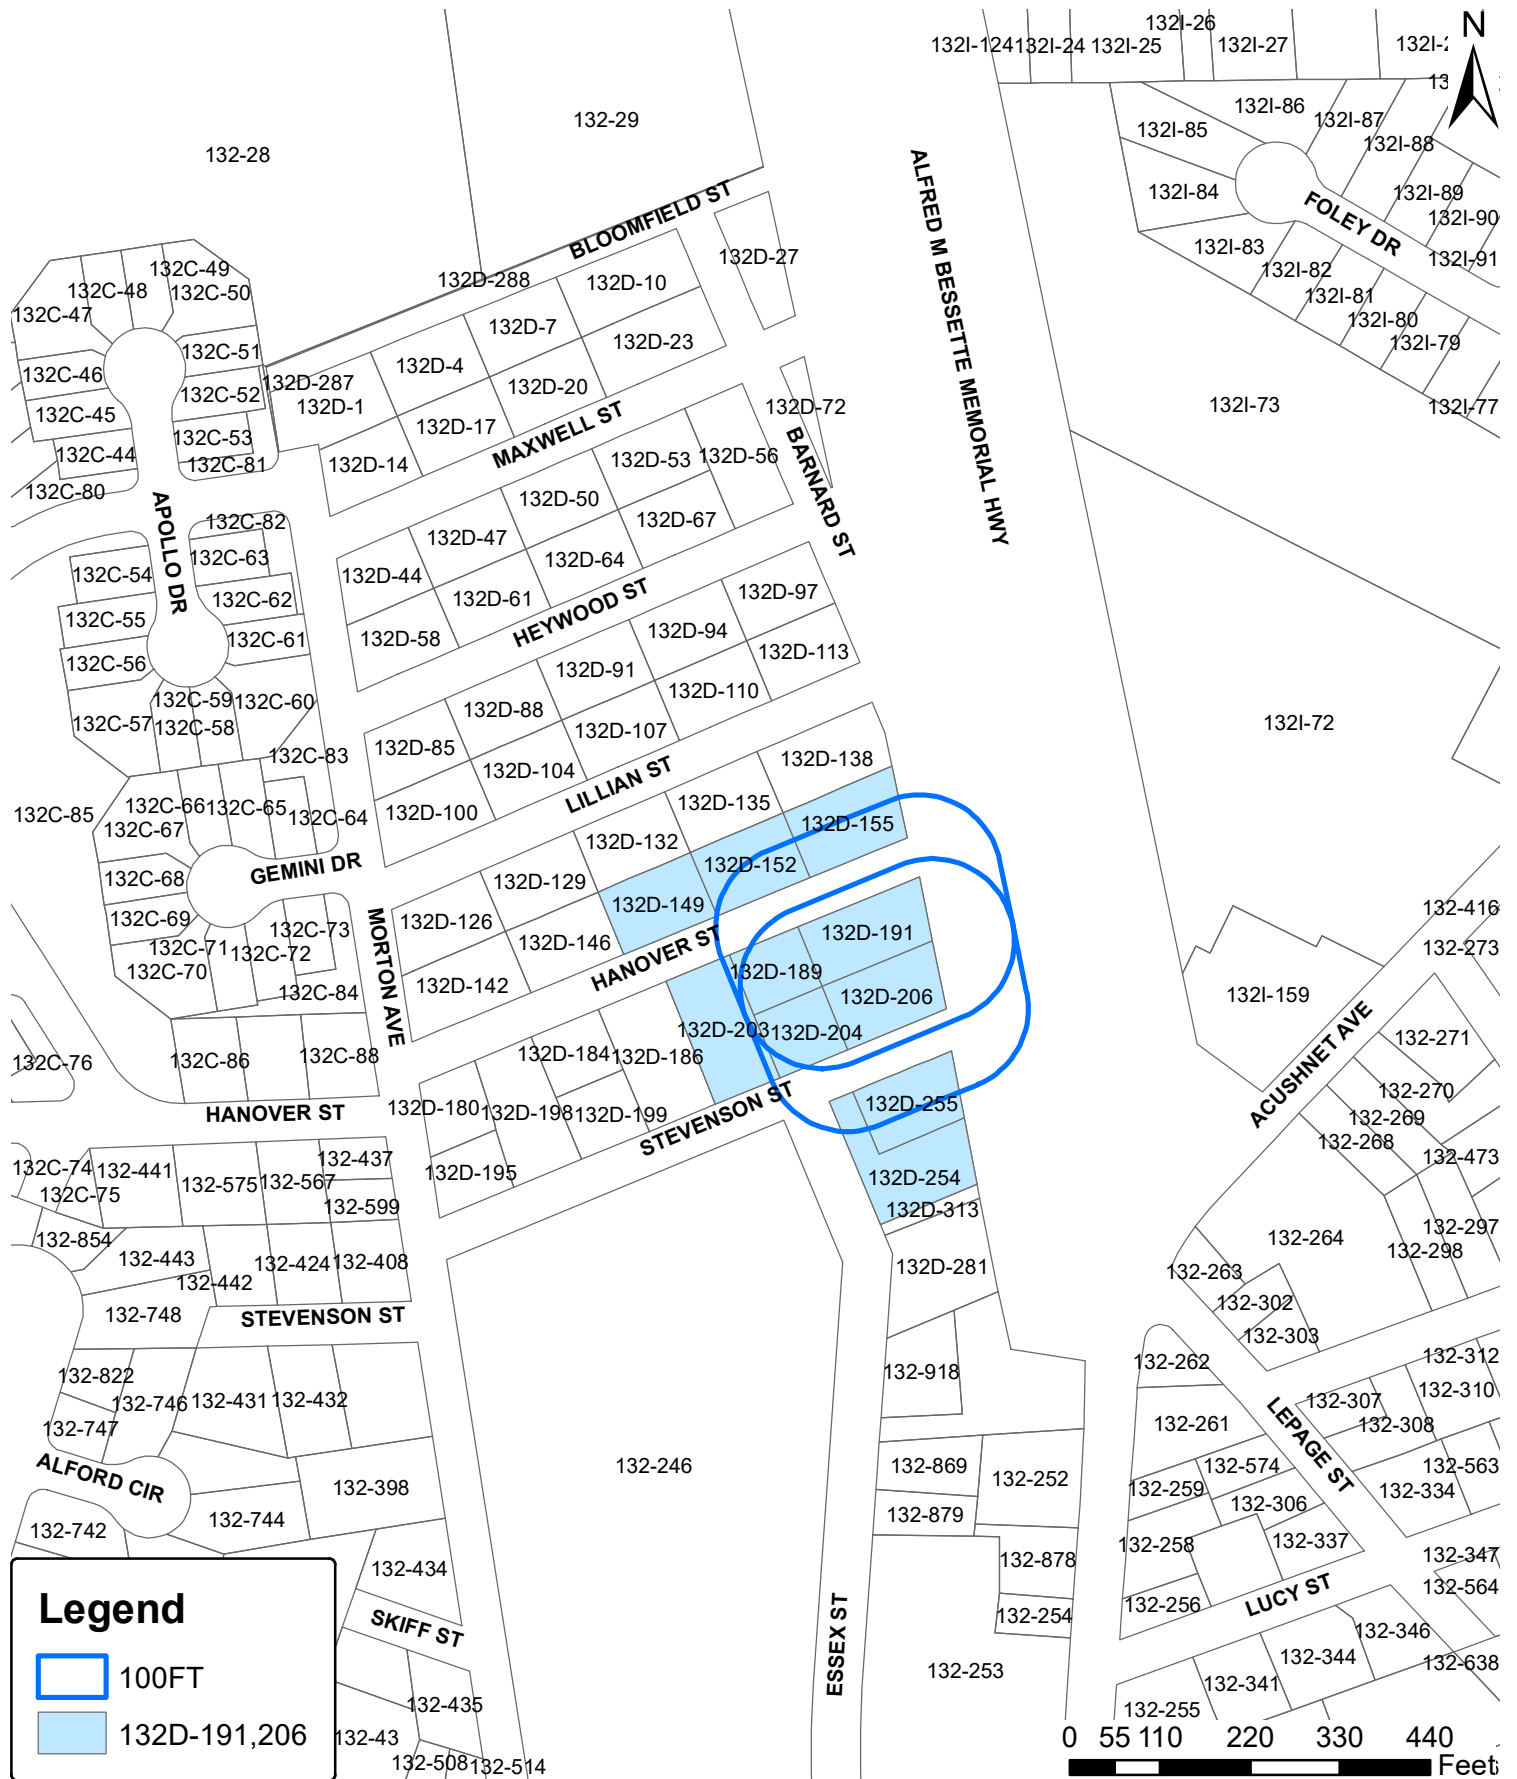 132I-26
N
132I-124
132I-24
132I-25
132I-27
132-29
132I-86
132I-87
132I-85
132I-88
132-28
132I-84
132I-89
132I-90
BLOOMFIELD ST
FOLEY DR
132I-83
132D-27
132I-91
132C-49
132I-82
132D-288
132D-10
132C-48
132C-50
132I-81
132C-47
132I-80
132D-7
132D-23
132I-79
ALFRED M BESSETTE MEMORIAL HWY
132C-51
132D-4
132C-46
132D-287
132D-20
132C-52
132D-1
132D-72
132I-73
132I-77
132C-45
132D-17
MAXWELL ST
132C-53
132C-44
132D-53
132D-56
132C-81
132D-14
132C-80
132D-50
BARNARD ST
132C-82
132D-67
132D-47
APOLLO DR
132C-63
132D-64
132C-54
132D-44
132D-97
132C-62
132D-61
HEYWOOD ST
132C-55
132D-94
132C-61
132D-58
132D-113
132C-56
132D-91
132D-110
132C-59
132C-60
132D-88
132C-57
132C-58
132I-72
132D-107
132D-85
132C-83
132D-138
132D-104
LILLIAN ST
132D-135
132C-66
132C-65
132D-100
132C-85
132C-64
132D-155
132C-67
132D-132
132D-152
GEMINI DR
132C-68
132D-129
132D-149
132-416
132C-69
132D-126
132C-73
132D-191
132D-146
HANOVER ST
132-273
132C-71
132C-72
132C-70
132D-189
MORTON AVE
132D-142
132C-84
132D-206
132I-159
132D-203
132D-204
132-271
132C-76
132C-86
132C-88
132D-184
132D-186
132-270
ACUSHNET AVE
132D-255
132D-180
132D-198
132D-199
HANOVER ST
132-269
STEVENSON ST
132-268
132-437
132-473
132C-74
132-441
132D-195
132D-254
132-575
132-567
132C-75
132-599
132D-313
132-297
132-854
132-264
132-298
132-443
132-424
132-408
132D-281
132-263
132-442
132-302
132-748
STEVENSON ST
132-303
132-312
132-262
132-822
132-918
132-310
132-746
132-431
132-432
132-307
132-261
132-308
132-747
LEPAGE ST
132-246
132-869
132-574
132-563
ALFORD CIR
132-252
132-398
132-259
132-334
132-306
132-879
132-744
132-742
132-337
132-258
132-878
132-347
132-434
132-564
LUCY ST
132-256
Legend
132-254
SKIFF ST
132-346
ESSEX ST
132-344
132-638
100FT
132-253
132-341
132-435
132-255
132D-191,206
132-43
0 55 110 220 330 440
132-508
132-514
Feet